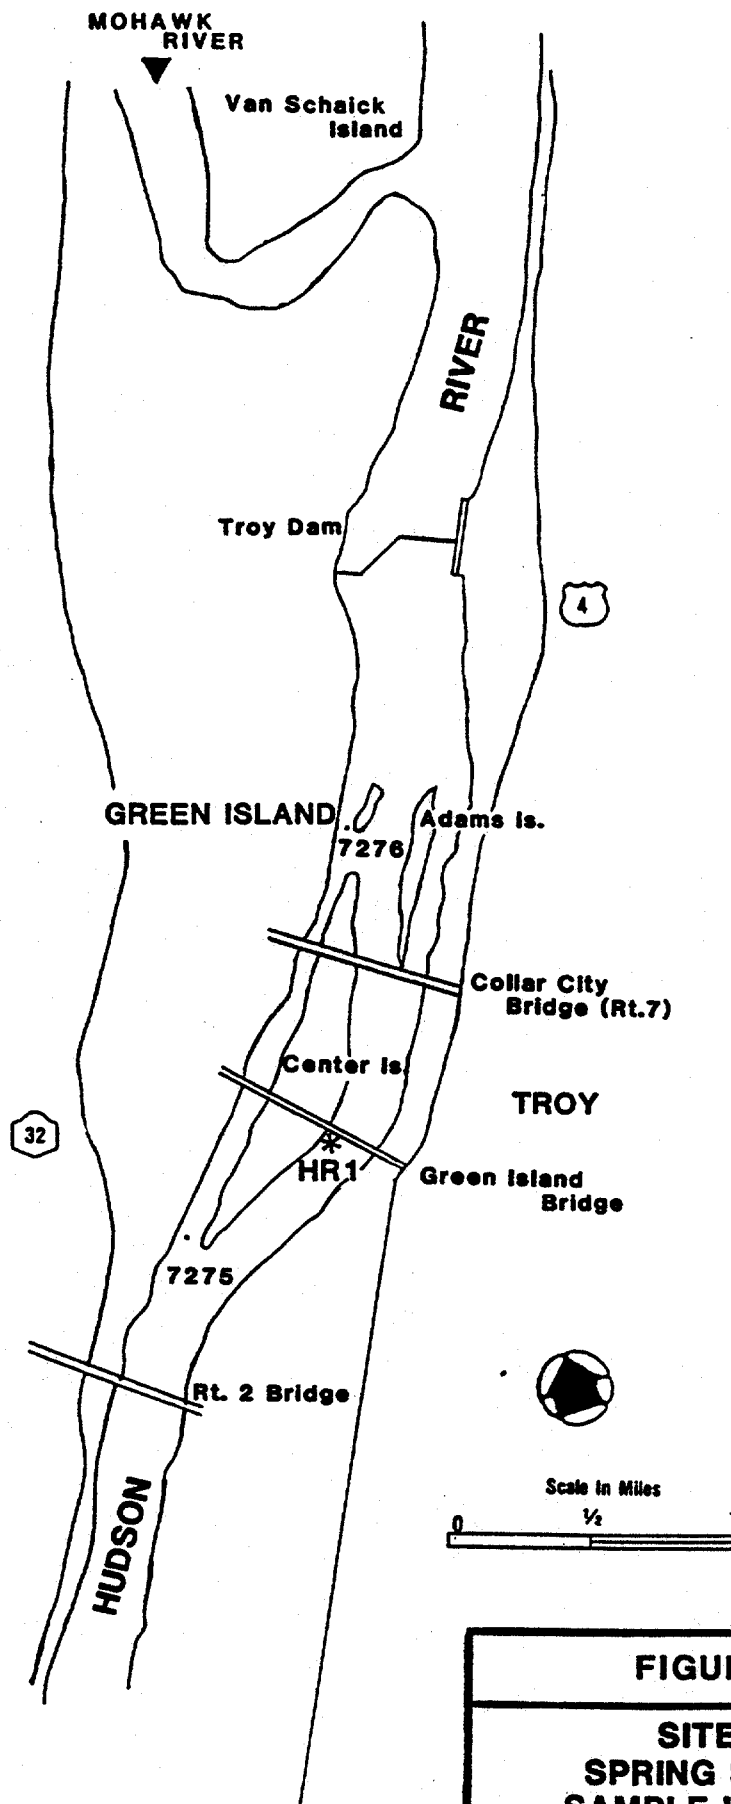 MOHAWK
RIVER
Van Schaick
Island
RIVER
Troy Dam
4
GREEN ISLAND
Adams Is.
7276
Collar City
Bridge (Rt.7)
Center Is.
TROY
32
HR1
Green Island
Bridge
7275
Rt. 2 Bridge
HUDSON
Scale in Miles
0 ½
FIGU
SITE
SPRING
SAMPLE